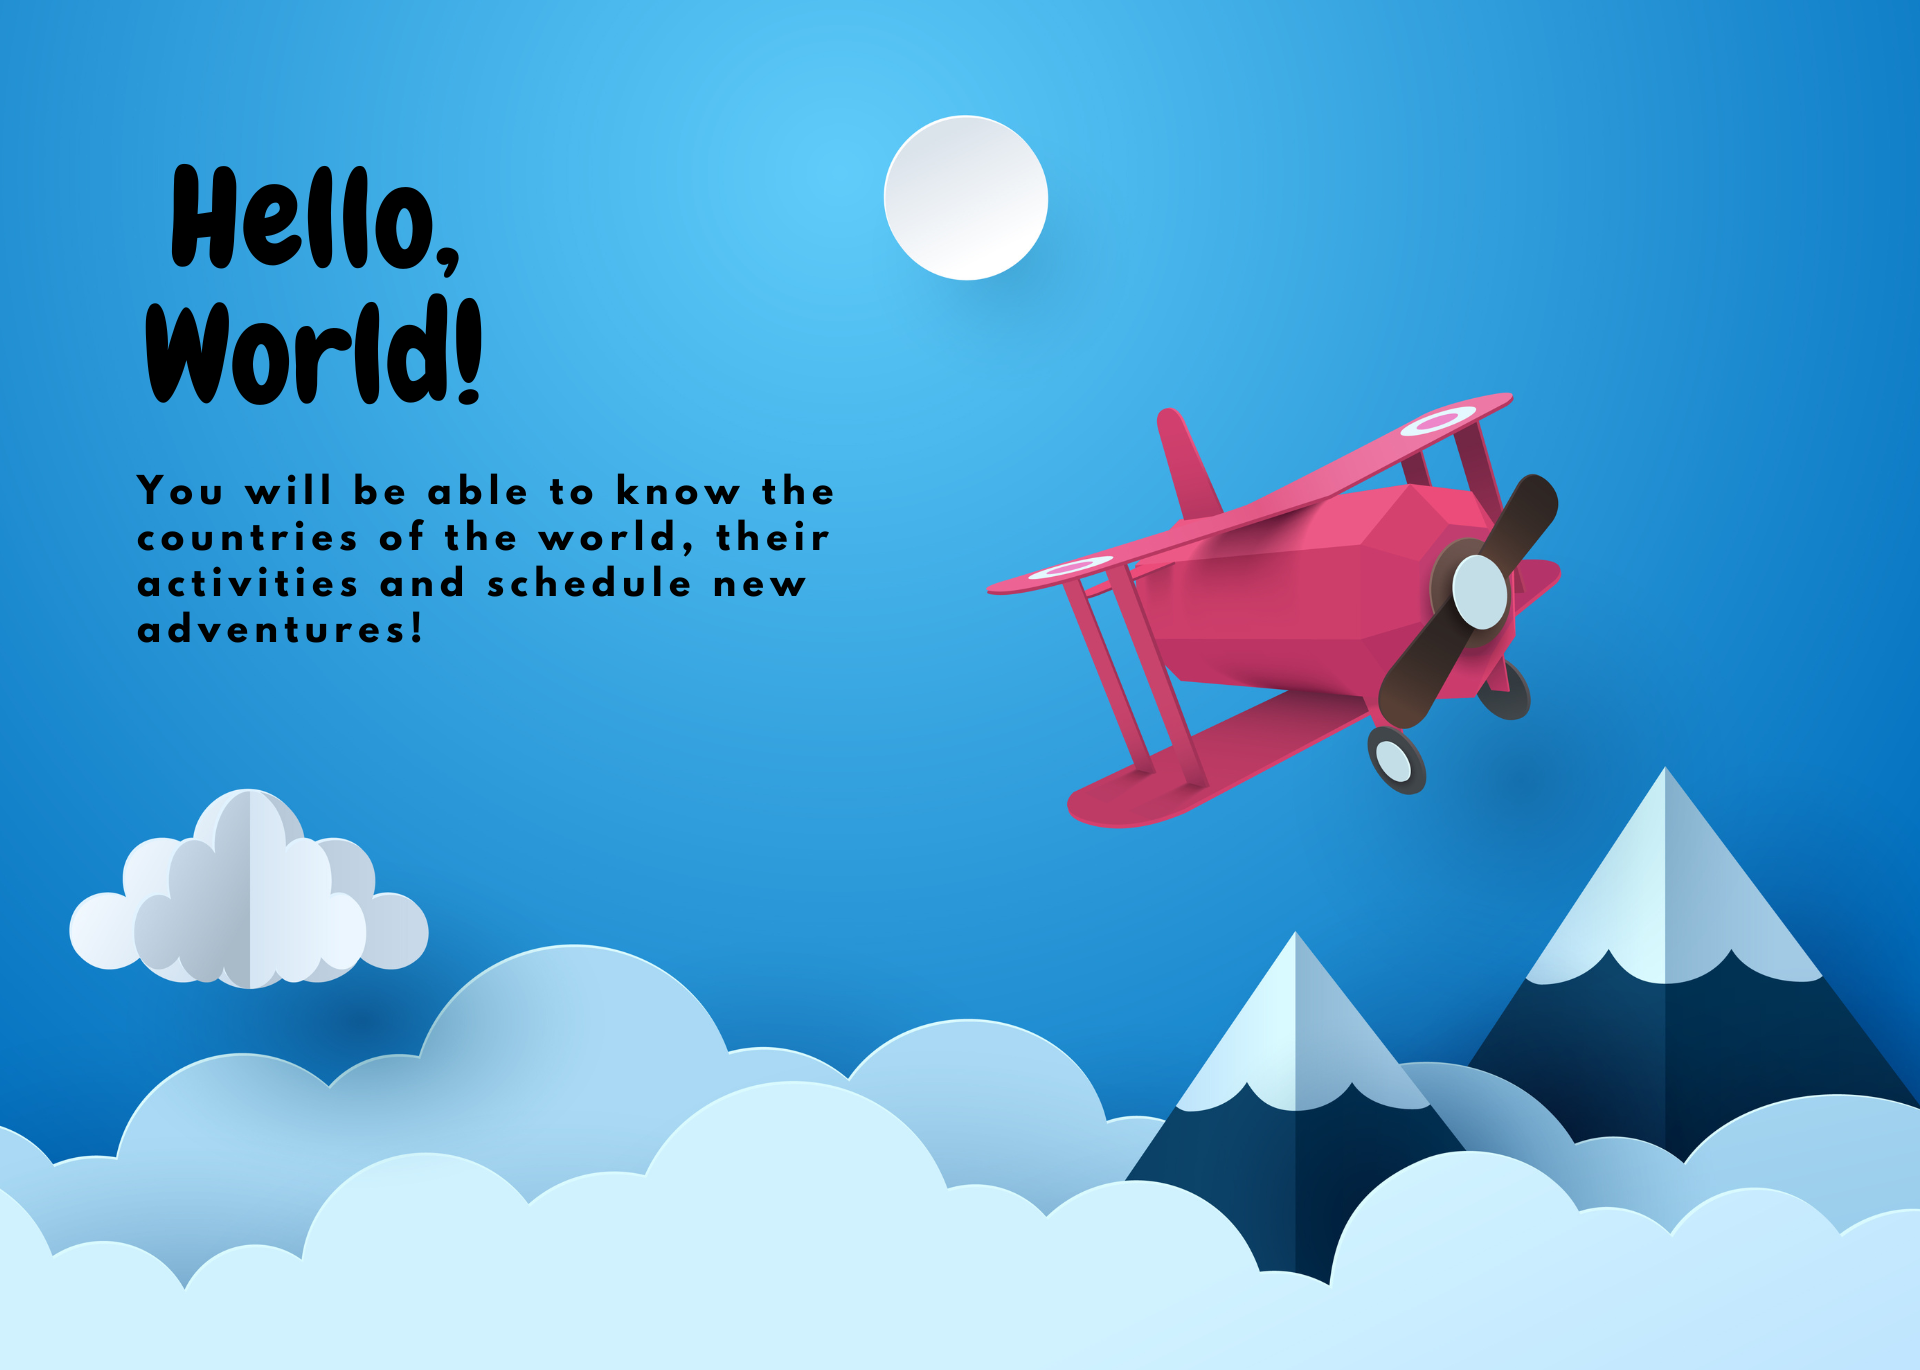 Hello,
World!
You will be able to know the
countries of the world, their
activities and schedule new
adventures!